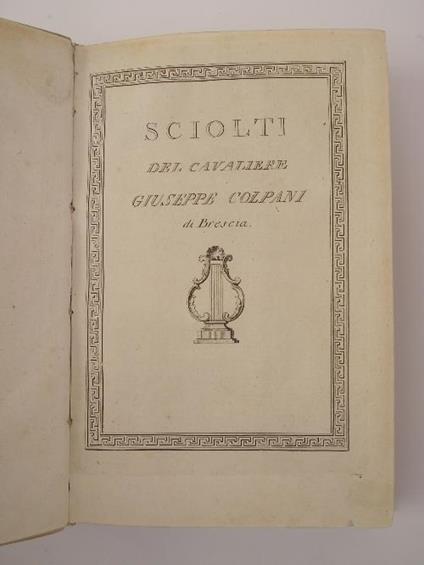 SCIOLTI
DEL CAVALIERE
GIUSEPPE COLPANI
di Brescia.